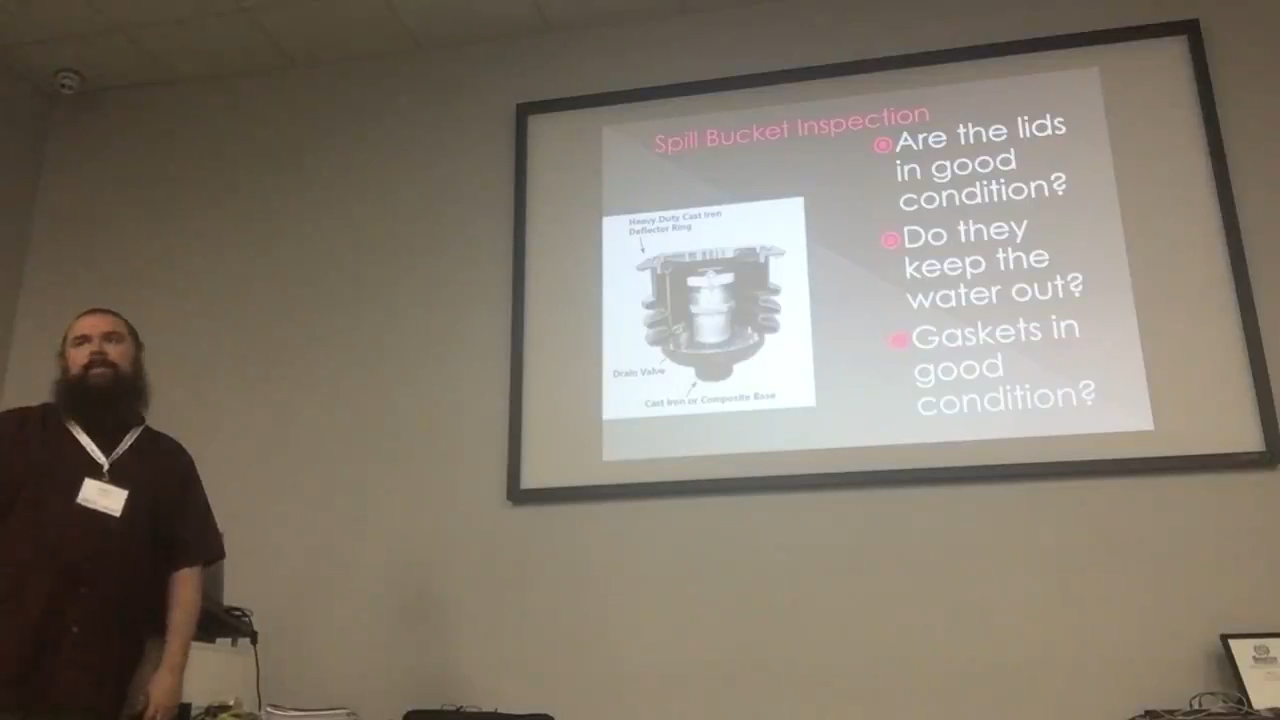 Spill Bucket Inspection
Are the lids
in good
condition?
Do they
keep the
water out?
Gaskets in
good
condition?
Heavy Duty Cast Iron
Deflector Ring
Drain Valve
Cast Iron or Composite Base